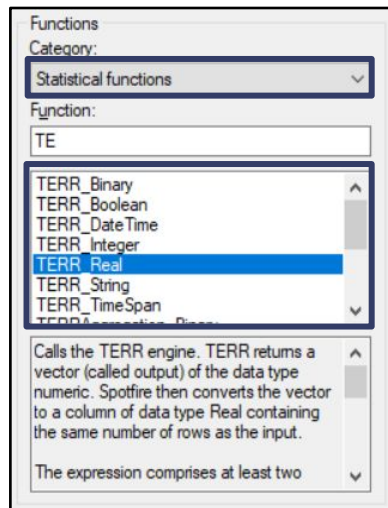 Functions
Category:
Statistical functions
Function:
TE
TERR_Binary
TERR_Boolean
TERR_DateTime
TERR_Integer
TERR_Real
TERR_String
TERR_TimeSpan
TERRAggregation_Binary
Calls the TERR engine. TERR returns a
vector (called output) of the data type
numeric. Spotfire then converts the vector
to a column of data type Real containing
the same number of rows as the input.
The expression comprises at least two